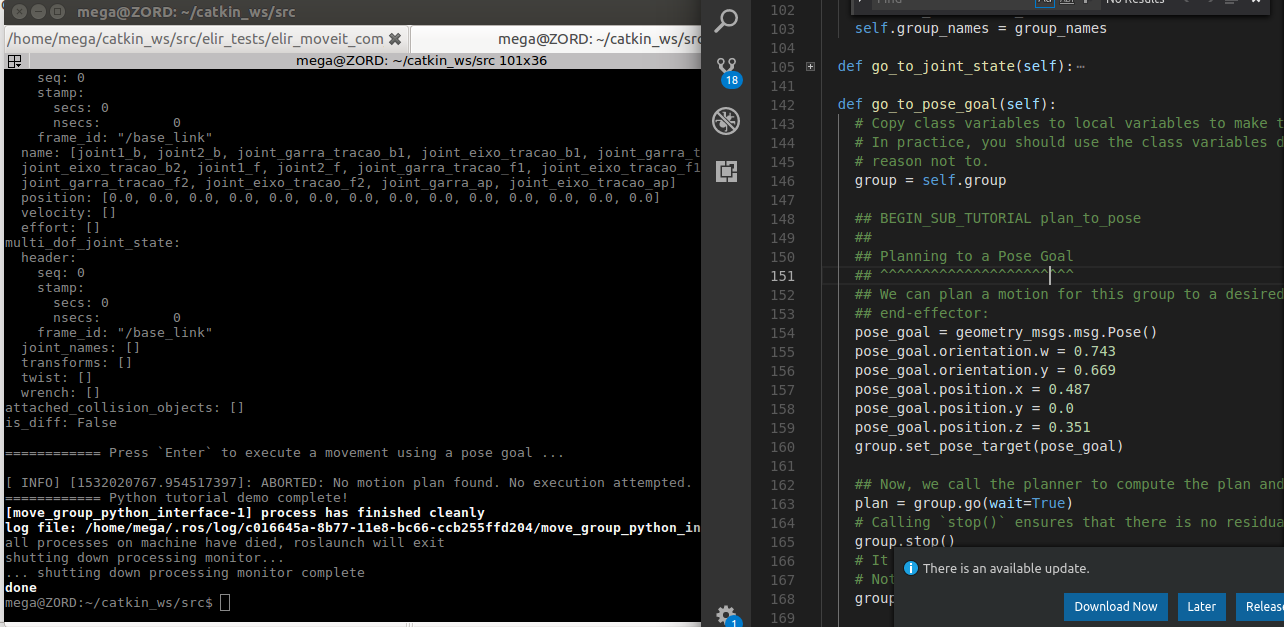 mega@ZORD: ~/catkin_ws/src
/home/mega/catkin_ws/src/elir_tests/elir_moveit_com
mega@ZORD: ~/catkin_ws/src
mega@ZORD: ~/catkin_ws/src 101x36
seq: 0
stamp:
secs: 0
nsecs: 0
frame_id: "/base_link"
name: [joint1_b, joint2_b, joint_garra_tracao_b1, joint_eixo_tracao_b1, joint_garra_t
joint_eixo_tracao_b2, joint1_f, joint2_f, joint_garra_tracao_f1, joint_eixo_tracao_f1
joint_garra_tracao_f2, joint_eixo_tracao_f2, joint_garra_ap, joint_eixo_tracao_ap]
position: [0.0, 0.0, 0.0, 0.0, 0.0, 0.0, 0.0, 0.0, 0.0, 0.0, 0.0, 0.0, 0.0, 0.0]
velocity: []
effort: []
multi_dof_joint_state:
header:
seq: 0
stamp:
secs: 0
nsecs: 0
frame_id: "/base_link"
joint_names: []
transforms: []
twist: []
wrench: []
attached_collision_objects: []
is_diff: False
============ Press `Enter` to execute a movement using a pose goal ...
[ INFO] [1532020767.954517397]: ABORTED: No motion plan found. No execution attempted.
============ Python tutorial demo complete!
[move_group_python_interface-1] process has finished cleanly
log file: /home/mega/.ros/log/c016645a-8b77-11e8-bc66-ccb255ffd204/move_group_python_in
all processes on machine have died, roslaunch will exit
shutting down processing monitor...
... shutting down processing monitor complete
done
mega@ZORD:~/catkin_ws/src$
18
1
Find
No Results
102
103 self.group_names = group_names
104
105 def go_to_joint_state(self):
141
142 def go_to_pose_goal(self):
143 # Copy class variables to local variables to make t
144 # In practice, you should use the class variables d
145 # reason not to.
146 group = self.group
147
148 ## BEGIN_SUB_TUTORIAL plan_to_pose
149 ##
150 ## Planning to a Pose Goal
151 ## ^^^^^^^^^^^^^^^^^^^^^^^
152 ## We can plan a motion for this group to a desired
153 ## end-effector:
154 pose_goal = geometry_msgs.msg.Pose()
155 pose_goal.orientation.w = 0.743
156 pose_goal.orientation.y = 0.669
157 pose_goal.position.x = 0.487
158 pose_goal.position.y = 0.0
159 pose_goal.position.z = 0.351
160 group.set_pose_target(pose_goal)
161
162 ## Now, we call the planner to compute the plan and
163 plan = group.go(wait=True)
164 # Calling `stop()` ensures that there is no residua
165 group.stop()
166 # It
167 # Not
168 group
169
There is an available update.
Download Now
Later
Releas